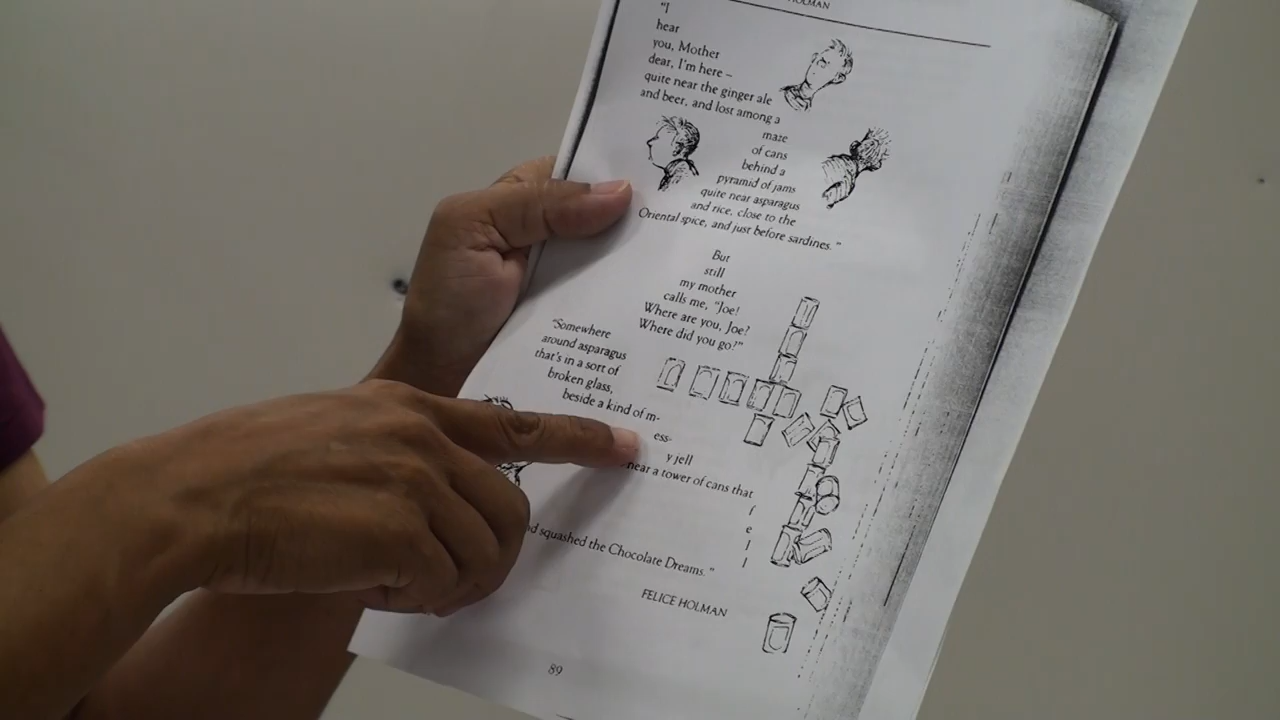 HOLMAN
"I
hear
you, Mother
dear, I'm here –
quite near the ginger ale
and beer, and lost among a
maze
of cans
behind a
pyramid of jams
quite near asparagus
and rice, close to the
Oriental spice, and just before sardines."
But
still
my mother
calls me, "Joe!
Where are you, Joe?
Where did you go?"
"Somewhere
around asparagus
that's in a sort of
broken glass,
beside a kind of m-
ess-
y jell
near a tower of cans that
f
e
l
l
squashed the Chocolate Dreams."
FELICE HOLMAN
89